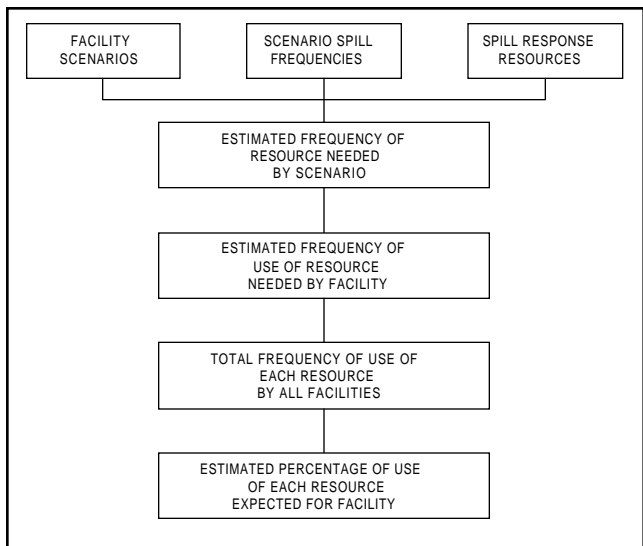 FACILITY
SCENARIOS
SCENARIO SPILL
FREQUENCIES
SPILL RESPONSE
RESOURCES
ESTIMATED FREQUENCY OF
RESOURCE NEEDED
BY SCENARIO
ESTIMATED FREQUENCY OF
USE OF RESOURCE
NEEDED BY FACILITY
TOTAL FREQUENCY OF USE OF
EACH RESOURCE
BY ALL FACILITIES
ESTIMATED PERCENTAGE OF USE
OF EACH RESOURCE
EXPECTED FOR FACILITY